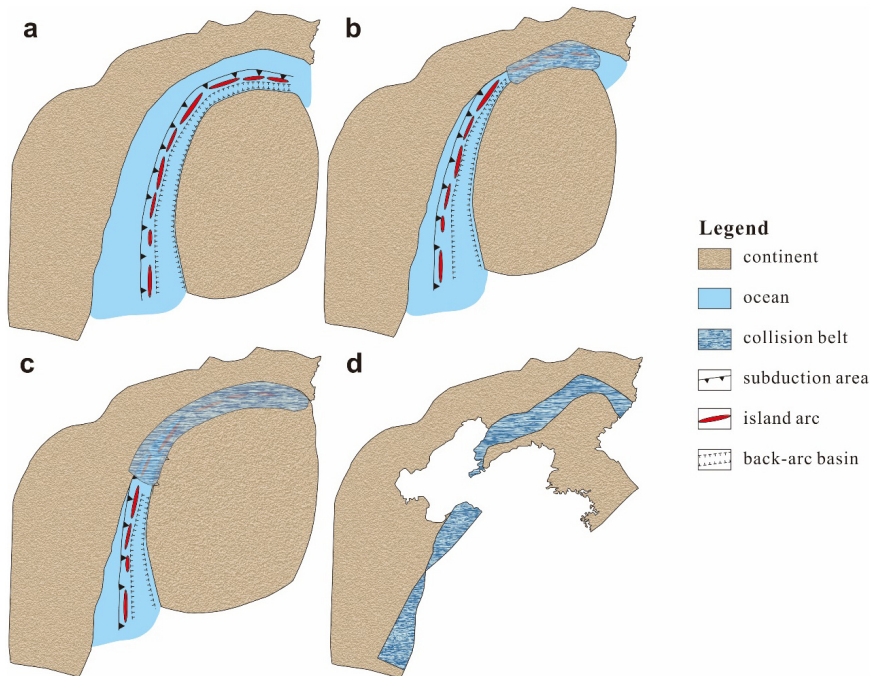 a
b
c
d
Legend
continent
ocean
collision belt
subduction area
island arc
back-arc basin